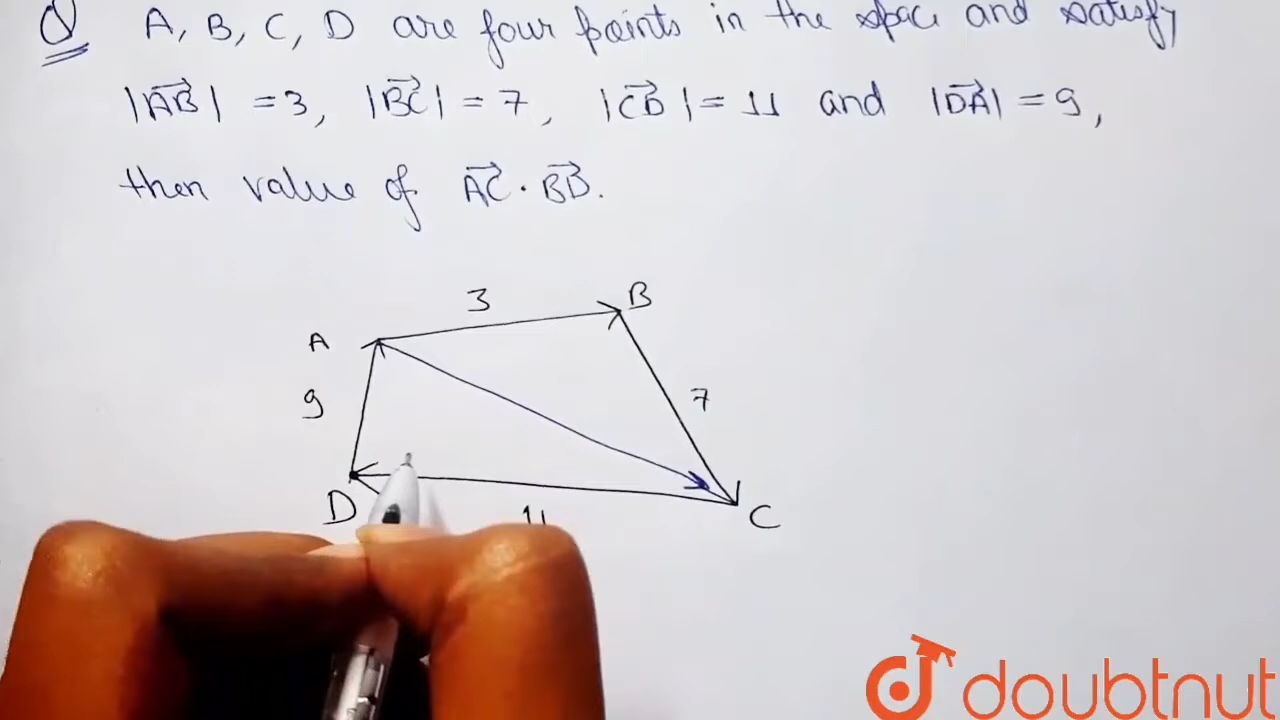 Q A, B, C, D are four points in the space and satisfy
|AB⃗| = 3, |BC⃗| = 7, |CD⃗| = 11 and |DA⃗| = 9,
then value of AC⃗ · BD⃗.
3 B
A
9 7
D 11 C
doubtnut